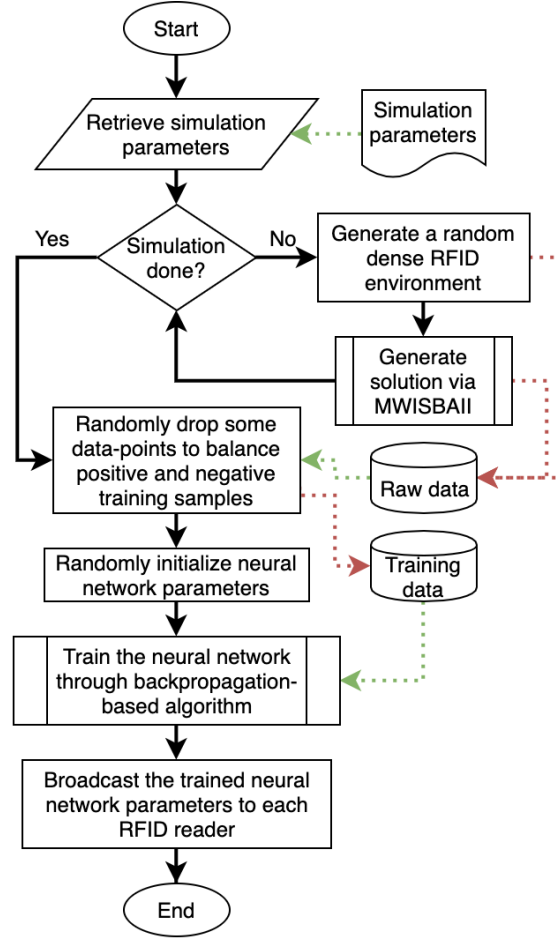 Start
Retrieve simulation
parameters
Simulation
parameters
Yes
Simulation
done?
No
Generate a random
dense RFID
environment
Generate
solution via
MWISBAII
Randomly drop some
data-points to balance
positive and negative
training samples
Raw data
Randomly initialize neural
network parameters
Training
data
Train the neural network
through backpropagation-
based algorithm
Broadcast the trained neural
network parameters to each
RFID reader
End